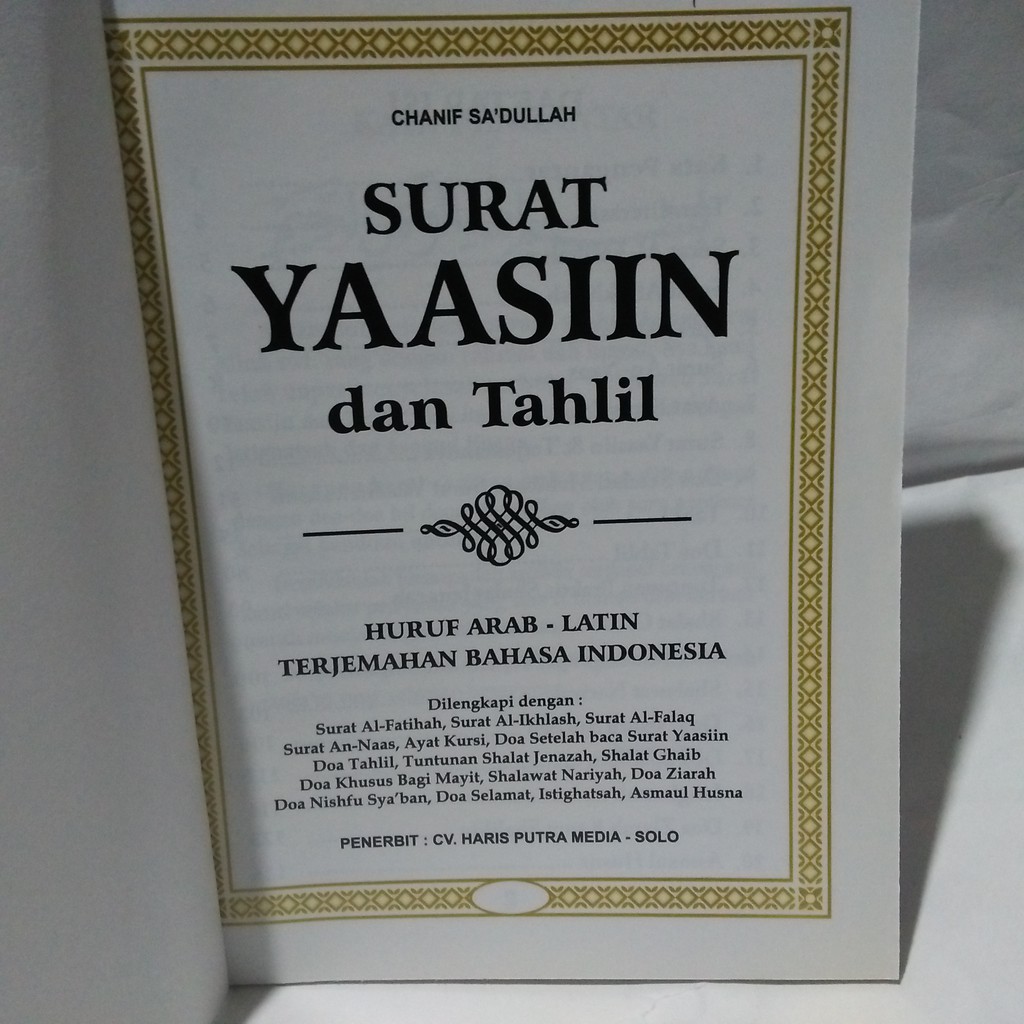 CHANIF SA'DULLAH
SURAT
YAASIIN
dan Tahlil
HURUF ARAB - LATIN
TERJEMAHAN BAHASA INDONESIA
Dilengkapi dengan :
Surat Al-Fatihah, Surat Al-Ikhlash, Surat Al-Falaq
Surat An-Naas, Ayat Kursi, Doa Setelah baca Surat Yaasiin
Doa Tahlil, Tuntunan Shalat Jenazah, Shalat Ghaib
Doa Khusus Bagi Mayit, Shalawat Nariyah, Doa Ziarah
Doa Nishfu Sya'ban, Doa Selamat, Istighatsah, Asmaul Husna
PENERBIT : CV. HARIS PUTRA MEDIA - SOLO